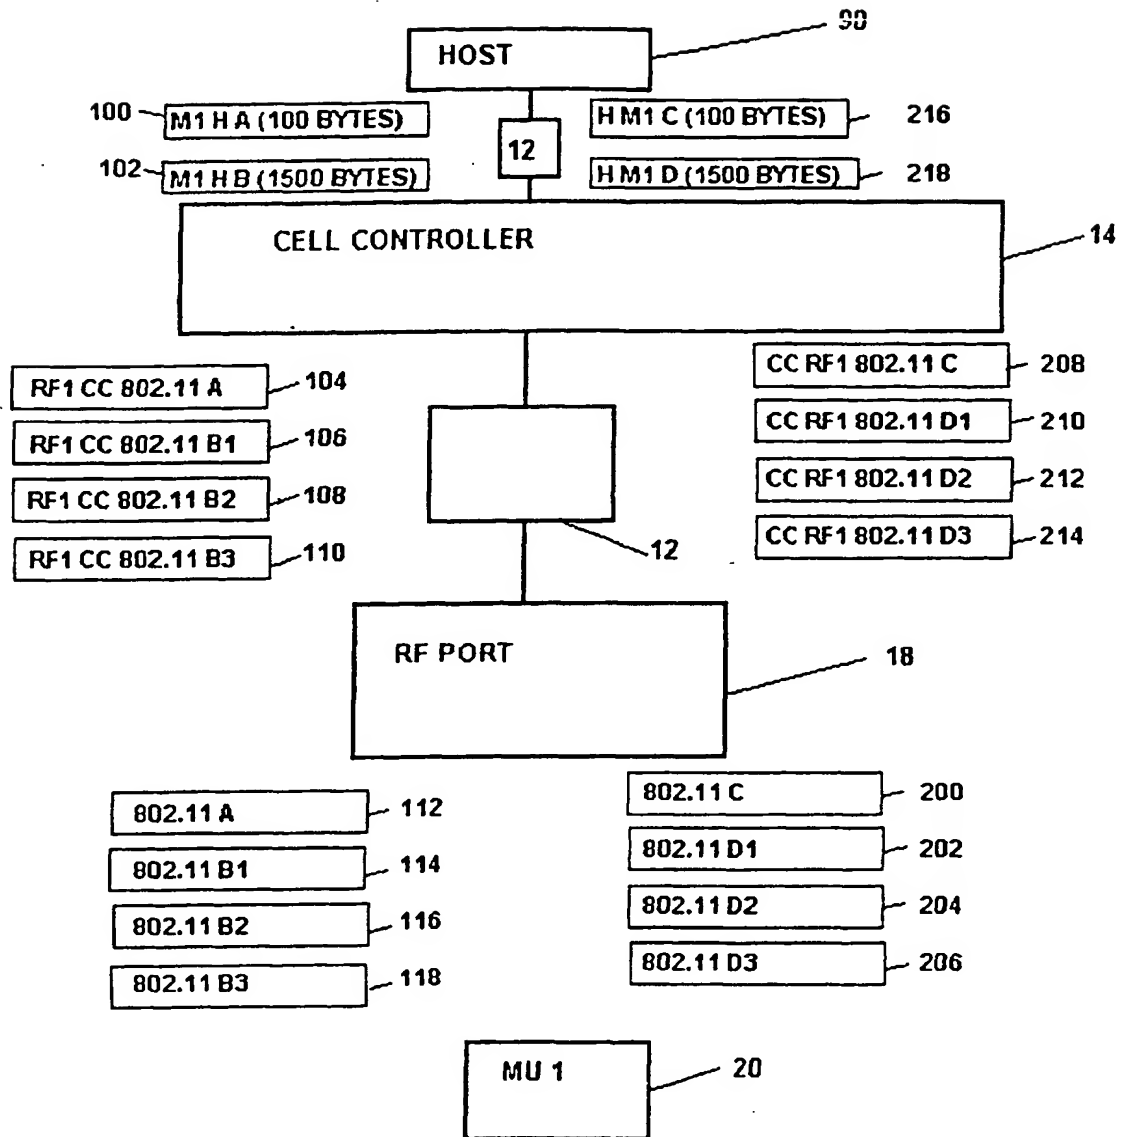 90
HOST
100
M1 H A (100 BYTES)
H M1 C (100 BYTES)
216
12
102
M1 H B (1500 BYTES)
H M1 D (1500 BYTES)
218
CELL CONTROLLER
14
RF1 CC 802.11 A
104
CC RF1 802.11 C
208
RF1 CC 802.11 B1
106
CC RF1 802.11 D1
210
RF1 CC 802.11 B2
108
CC RF1 802.11 D2
212
RF1 CC 802.11 B3
110
12
CC RF1 802.11 D3
214
RF PORT
18
802.11 A
112
802.11 C
200
802.11 B1
114
802.11 D1
202
802.11 B2
116
802.11 D2
204
802.11 B3
118
802.11 D3
206
MU 1
20